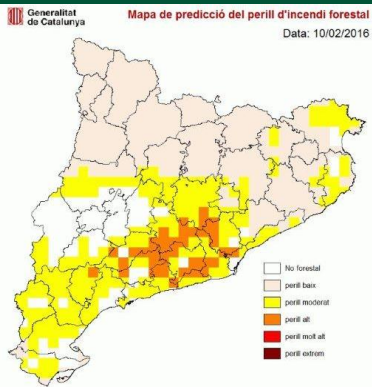 Generalitat
de Catalunya
Mapa de predicció del perill d'incendi forestal
Data: 10/02/2016
No forestal
perill baix
perill moderat
perill alt
perill molt alt
perill extrem